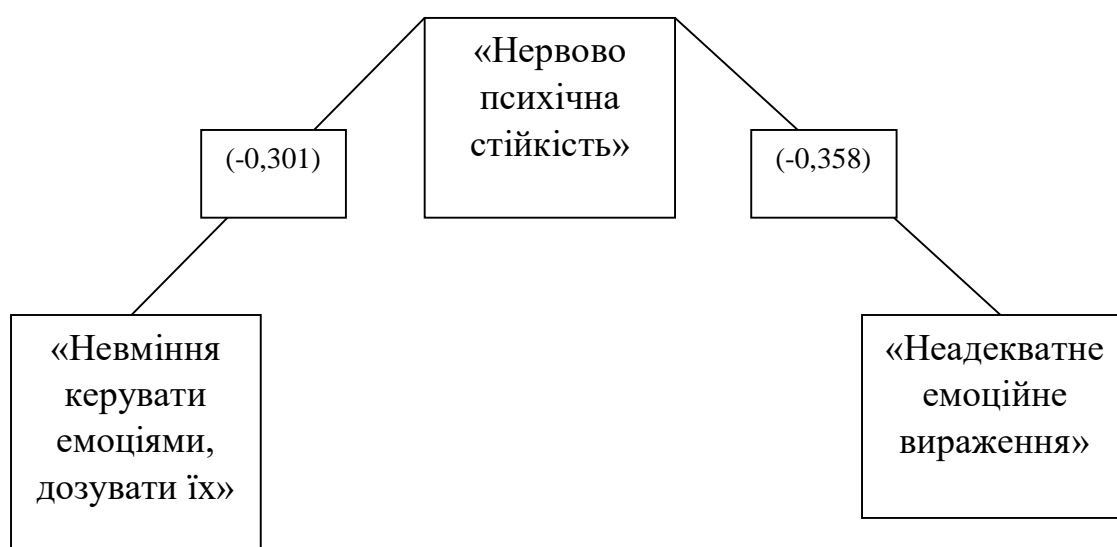 «Нервово
психічна
стійкість»
(-0,301)
(-0,358)
«Невміння
керувати
емоціями,
дозувати їх»
«Неадекватне
емоційне
вираження»